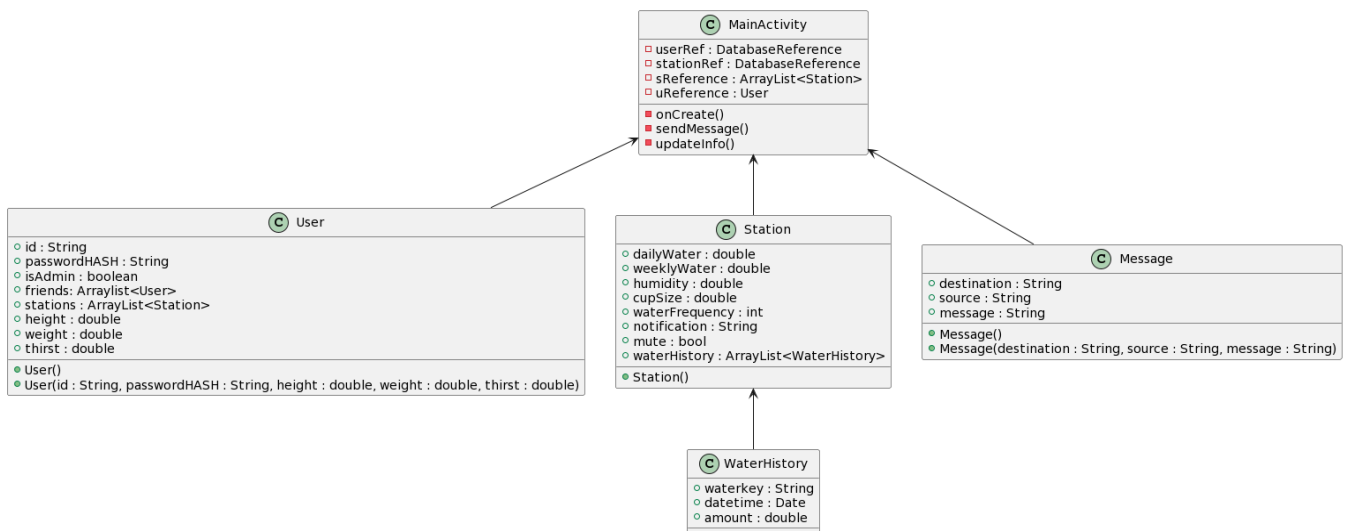 C MainActivity
userRef : DatabaseReference
stationRef : DatabaseReference
sReference : ArrayList<Station>
uReference : User
onCreate()
sendMessage()
updateInfo()
C User
id : String
passwordHASH : String
isAdmin : boolean
friends: Arraylist<User>
stations : ArrayList<Station>
height : double
weight : double
thirst : double
User()
User(id : String, passwordHASH : String, height : double, weight : double, thirst : double)
C Station
dailyWater : double
weeklyWater : double
humidity : double
cupSize : double
waterFrequency : int
notification : String
mute : bool
waterHistory : ArrayList<WaterHistory>
Station()
C Message
destination : String
source : String
message : String
Message()
Message(destination : String, source : String, message : String)
C WaterHistory
waterkey : String
datetime : Date
amount : double